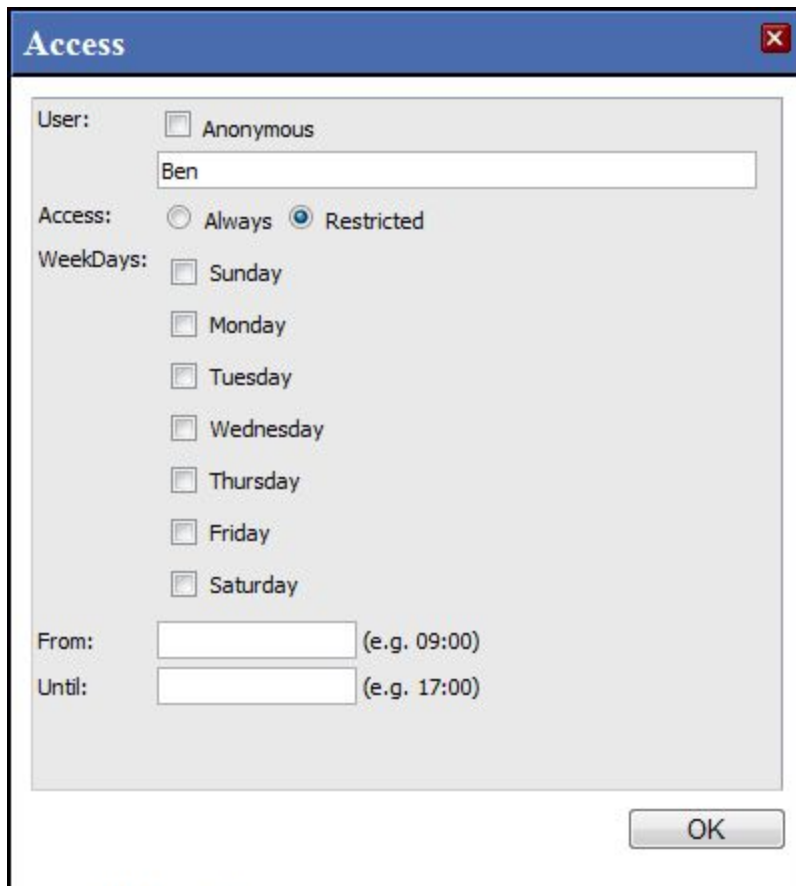 Access
User: Anonymous
Ben
Access: Always Restricted
WeekDays: Sunday
Monday
Tuesday
Wednesday
Thursday
Friday
Saturday
From: (e.g. 09:00)
Until: (e.g. 17:00)
OK